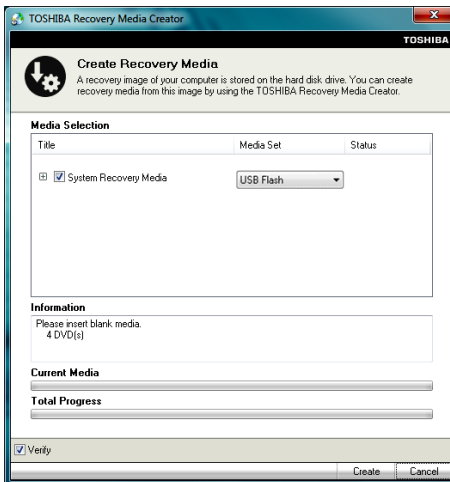 TOSHIBA Recovery Media Creator
TOSHIBA
Create Recovery Media
A recovery image of your computer is stored on the hard disk drive. You can create
recovery media from this image by using the TOSHIBA Recovery Media Creator.
Media Selection
Title Media Set Status
System Recovery Media USB Flash
Information
Please insert blank media.
4 DVD(s)
Current Media
Total Progress
Verify
Create Cancel